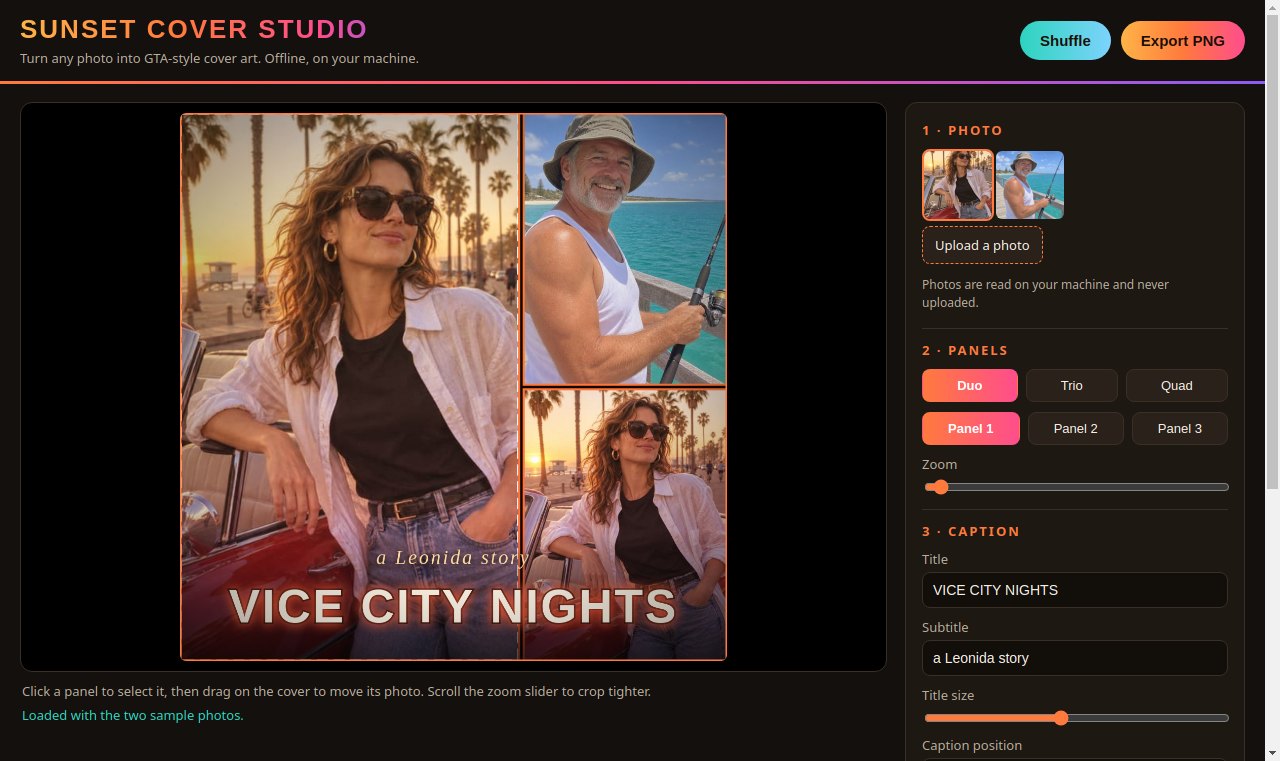 SUNSET COVER STUDIO
Turn any photo into GTA-style cover art. Offline, on your machine.
Shuffle
Export PNG
a Leonida story
VICE CITY NIGHTS
Click a panel to select it, then drag on the cover to move its photo. Scroll the zoom slider to crop tighter.
Loaded with the two sample photos.
1 · PHOTO
Upload a photo
Photos are read on your machine and never
uploaded.
2 · PANELS
Duo
Trio
Quad
Panel 1
Panel 2
Panel 3
Zoom
3 · CAPTION
Title
VICE CITY NIGHTS
Subtitle
a Leonida story
Title size
Caption position